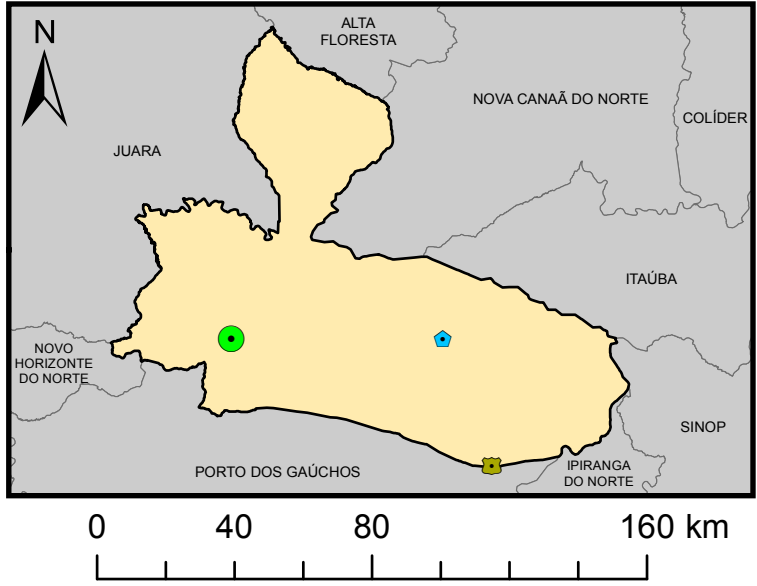 N
ALTA
FLORESTA
NOVA CANAÃ DO NORTE
COLÍDER
JUARA
ITAÚBA
NOVO
HORIZONTE
DO NORTE
SINOP
PORTO DOS GAÚCHOS
IPIRANGA
DO NORTE
0 40 80 160 km